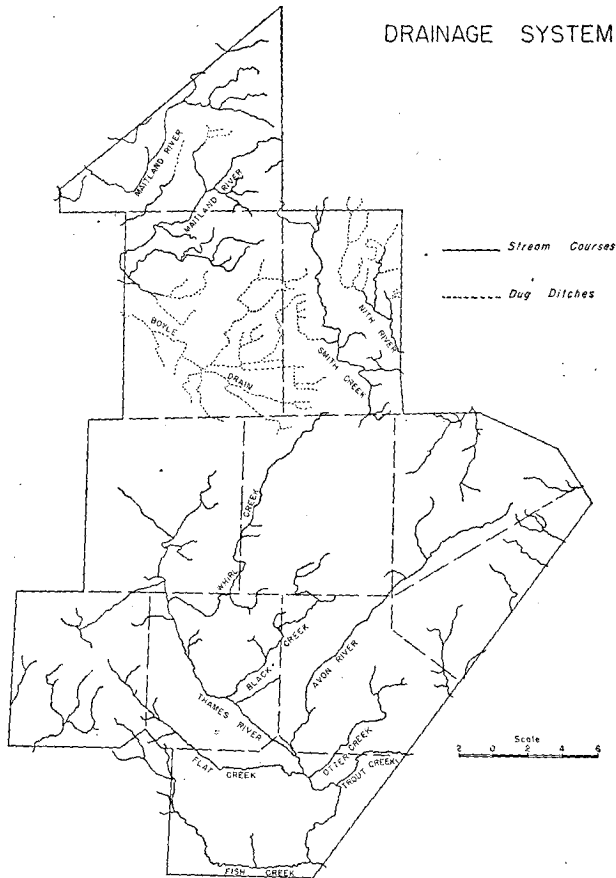 DRAINAGE SYSTEM
MAITLAND RIVER
MAITLAND RIVER
Stream Courses
Dug Ditches
NITH RIVER
BOYLE
DRAIN
SMITH CREEK
WHIRL CREEK
BLACK CREEK
AVON RIVER
THAMES RIVER
OTTER CREEK
TROUT CREEK
FLAT CREEK
FISH CREEK
Scale
2 0 2 4 6